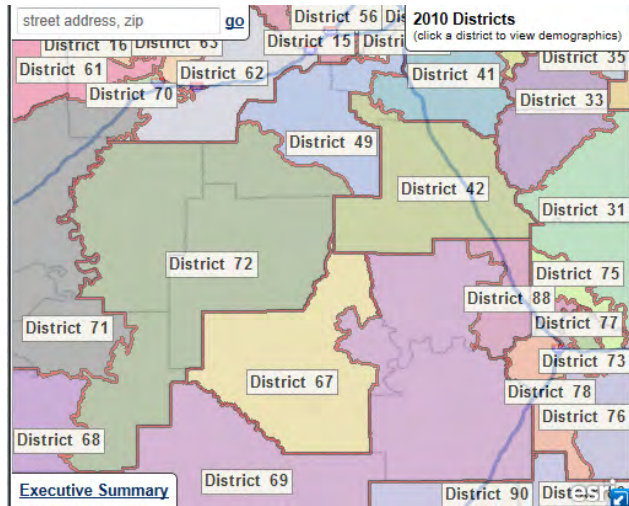 street address, zip
go
2010 Districts
(click a district to view demographics)
District 56
District 16
District 63
District 15
District 35
District 61
District 62
District 41
District 70
District 33
District 49
District 42
District 31
District 72
District 75
District 88
District 77
District 71
District 73
District 67
District 78
District 76
District 68
District 69
Executive Summary
District 90
esri